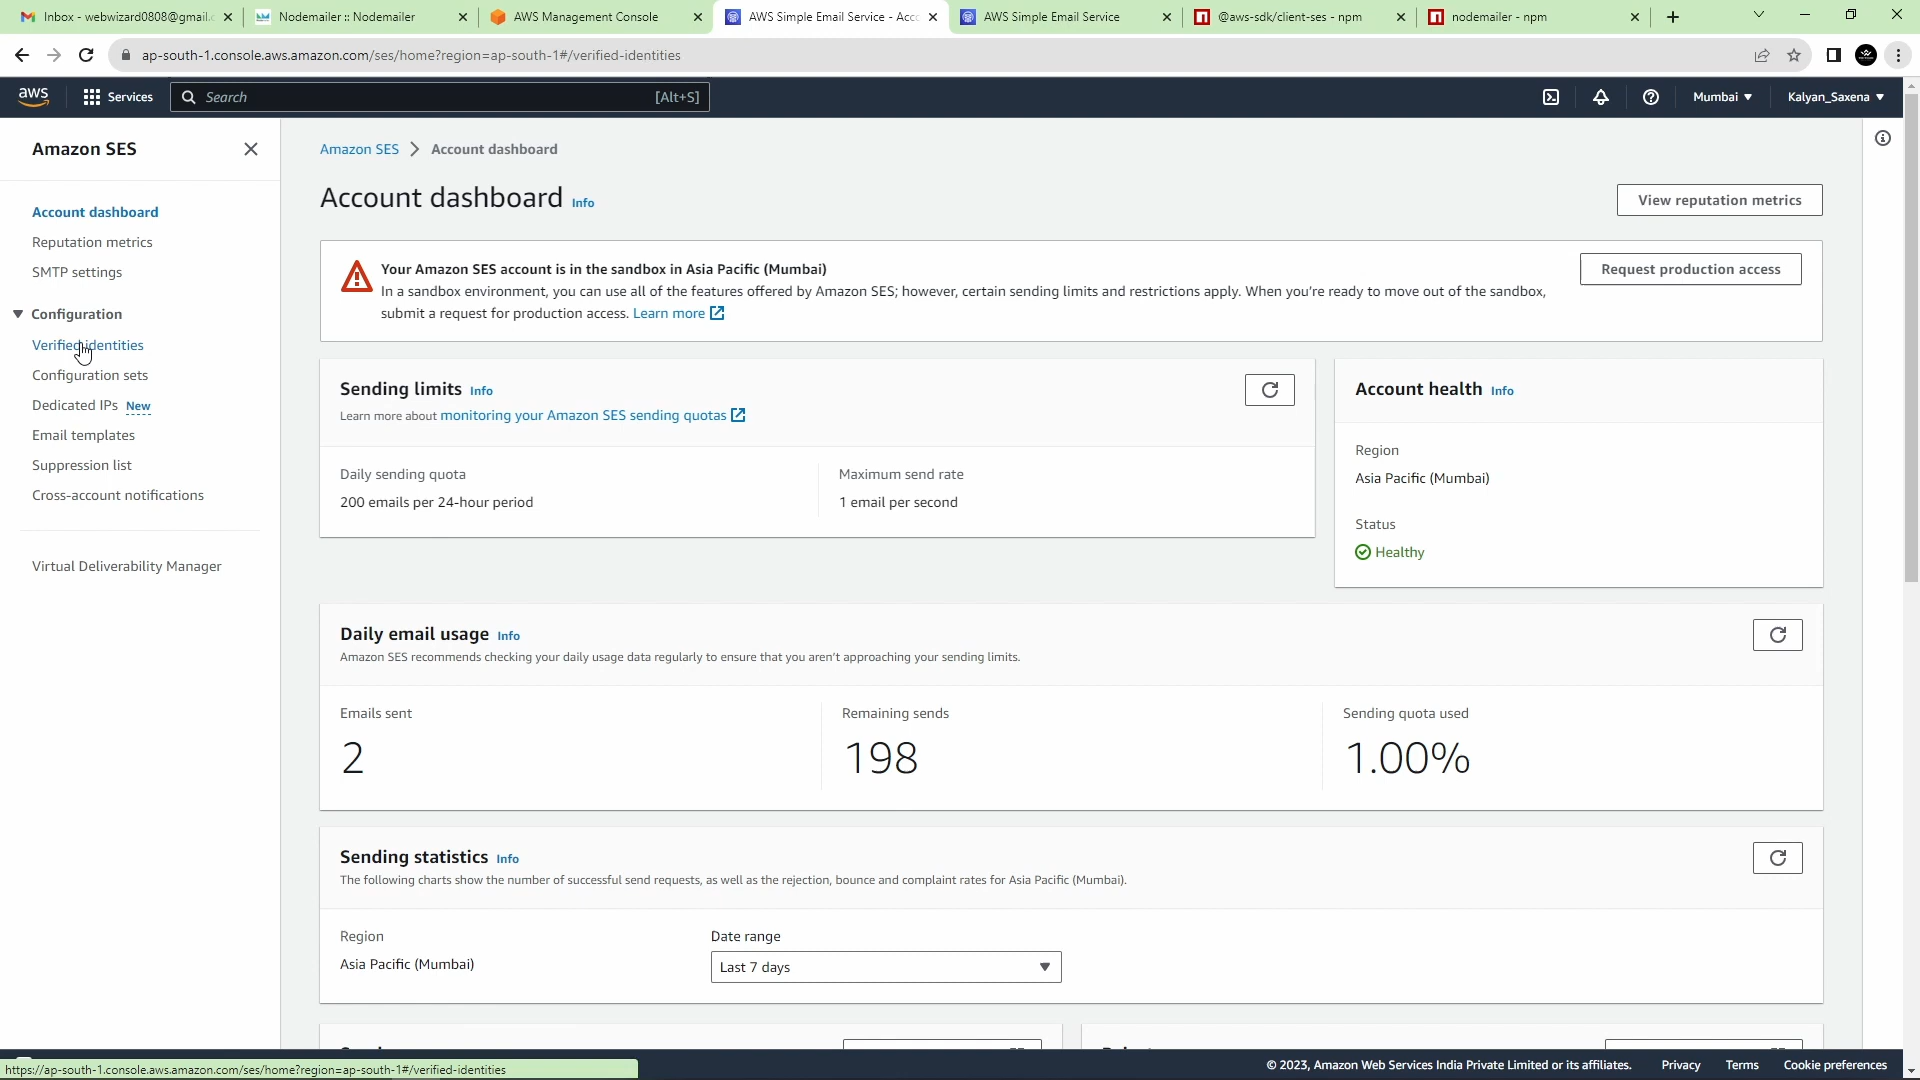 Inbox - webwizard0808@gmail.
Nodemailer :: Nodemailer
AWS Management Console
AWS Simple Email Service - Acc
AWS Simple Email Service
@aws-sdk/client-ses - npm
nodemailer - npm
ap-south-1.console.aws.amazon.com/ses/home?region=ap-south-1#/verified-identities
aws
Services
Search
[Alt+S]
Mumbai
Kalyan_Saxena
Amazon SES
Account dashboard
Reputation metrics
SMTP settings
Configuration
Verified identities
Configuration sets
Dedicated IPs New
Email templates
Suppression list
Cross-account notifications
Virtual Deliverability Manager
Amazon SES > Account dashboard
Account dashboard Info
View reputation metrics
Your Amazon SES account is in the sandbox in Asia Pacific (Mumbai)
In a sandbox environment, you can use all of the features offered by Amazon SES; however, certain sending limits and restrictions apply. When you're ready to move out of the sandbox,
submit a request for production access. Learn more
Request production access
Sending limits Info
Learn more about monitoring your Amazon SES sending quotas
Daily sending quota
200 emails per 24-hour period
Maximum send rate
1 email per second
Account health Info
Region
Asia Pacific (Mumbai)
Status
Healthy
Daily email usage Info
Amazon SES recommends checking your daily usage data regularly to ensure that you aren't approaching your sending limits.
Emails sent
2
Remaining sends
198
Sending quota used
1.00%
Sending statistics Info
The following charts show the number of successful send requests, as well as the rejection, bounce and complaint rates for Asia Pacific (Mumbai).
Region
Asia Pacific (Mumbai)
Date range
Last 7 days
https://ap-south-1.console.aws.amazon.com/ses/home?region=ap-south-1#/verified-identities
© 2023, Amazon Web Services India Private Limited or its affiliates.
Privacy
Terms
Cookie preferences